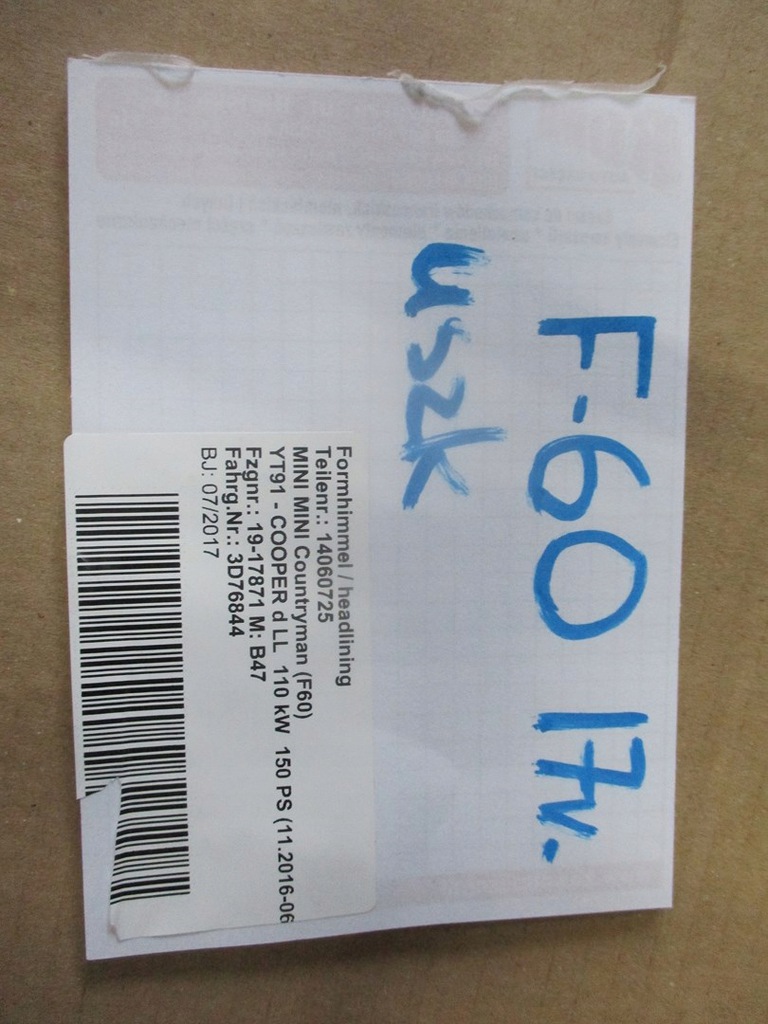 F-60 17r.
uszk
Formhimmel / headlining
Teilenr.: 14060725
MINI MINI Countryman (F60)
YT91 - COOPER d LL 110 kW 150 PS (11.2016-06
Fzgnr.: 19-17871 M: B47
Fahrg.Nr.: 3D76844
BJ: 07/2017